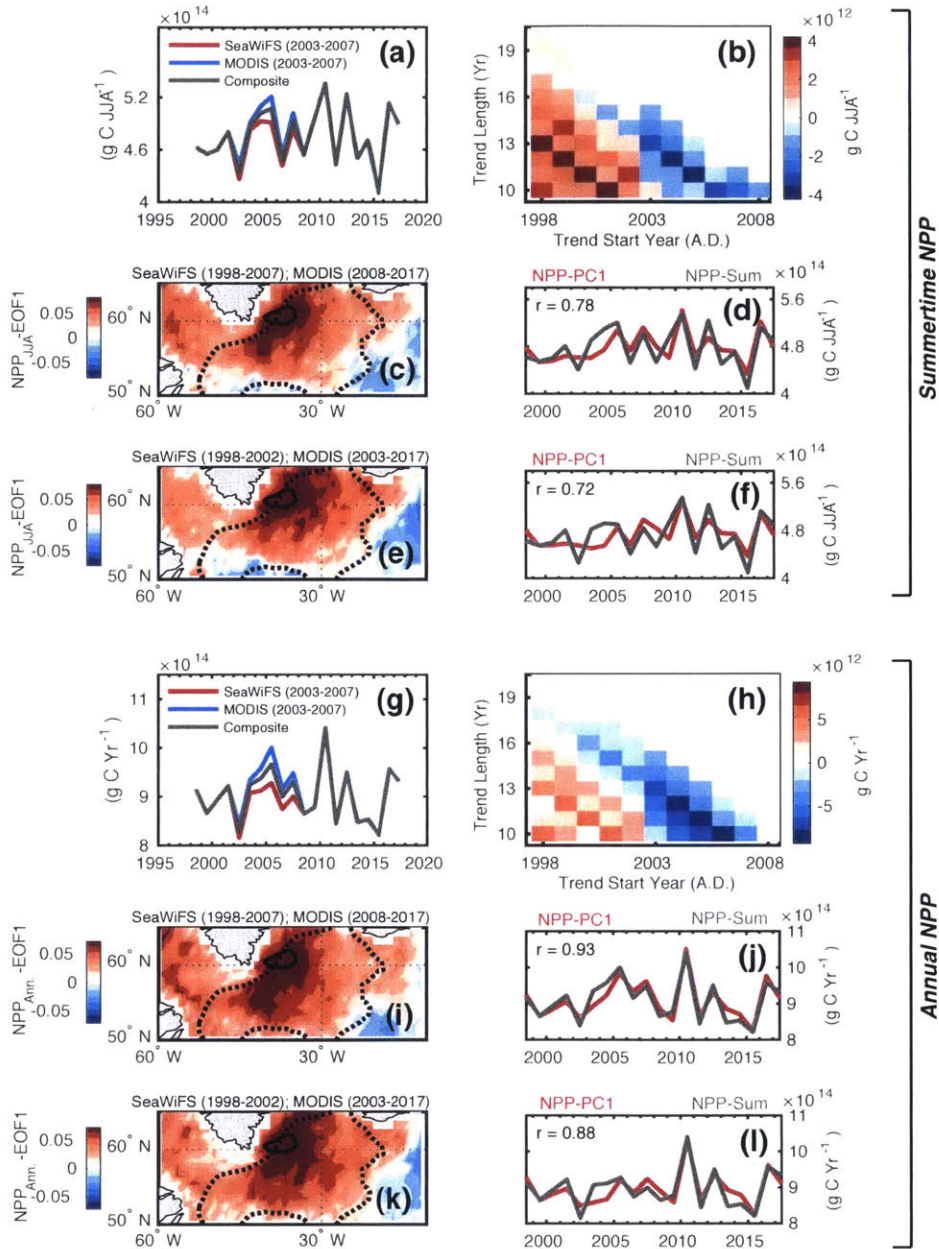 × 10^14
SeaWiFS (2003-2007)
MODIS (2003-2007)
Composite
(a)
(g C JJA^-1)
5.2
4.6
4
1995 2000 2005 2010 2015 2020
(b)
Trend Length (Yr)
19
16
13
10
1998 2003 2008
Trend Start Year (A.D.)
× 10^12
4
2
0
-2
-4
g C JJA^-1
SeaWiFS (1998-2007); MODIS (2008-2017)
NPP_JJA-EOF1
0.05
0
-0.05
60° N
50° N
60° W
30°
(c)
NPP-PC1 NPP-Sum × 10^14
r = 0.78
(d)
5.6
4.8
4
(g C JJA^-1)
2000 2005 2010 2015
SeaWiFS (1998-2002); MODIS (2003-2017)
NPP_JJA-EOF1
0.05
0
-0.05
60° N
50° N
60° W
30°
(e)
NPP-PC1 NPP-Sum × 10^14
r = 0.72
(f)
5.6
4.8
4
(g C JJA^-1)
2000 2005 2010 2015
Summertime NPP
× 10^14
SeaWiFS (2003-2007)
MODIS (2003-2007)
Composite
(g)
(g C Yr^-1)
11
10
9
8
1995 2000 2005 2010 2015 2020
(h)
Trend Length (Yr)
19
16
13
10
1998 2003 2008
Trend Start Year (A.D.)
× 10^12
5
0
-5
g C Yr^-1
SeaWiFS (1998-2007); MODIS (2008-2017)
NPP_Ann.-EOF1
0.05
0
-0.05
60° N
50° N
60° W
30°
(i)
NPP-PC1 NPP-Sum × 10^14
r = 0.93
(j)
11
10
9
8
(g C Yr^-1)
2000 2005 2010 2015
SeaWiFS (1998-2002); MODIS (2003-2017)
NPP_Ann.-EOF1
0.05
0
-0.05
60° N
50° N
60° W
30°
(k)
NPP-PC1 NPP-Sum × 10^14
r = 0.88
(l)
11
10
9
8
(g C Yr^-1)
2000 2005 2010 2015
Annual NPP